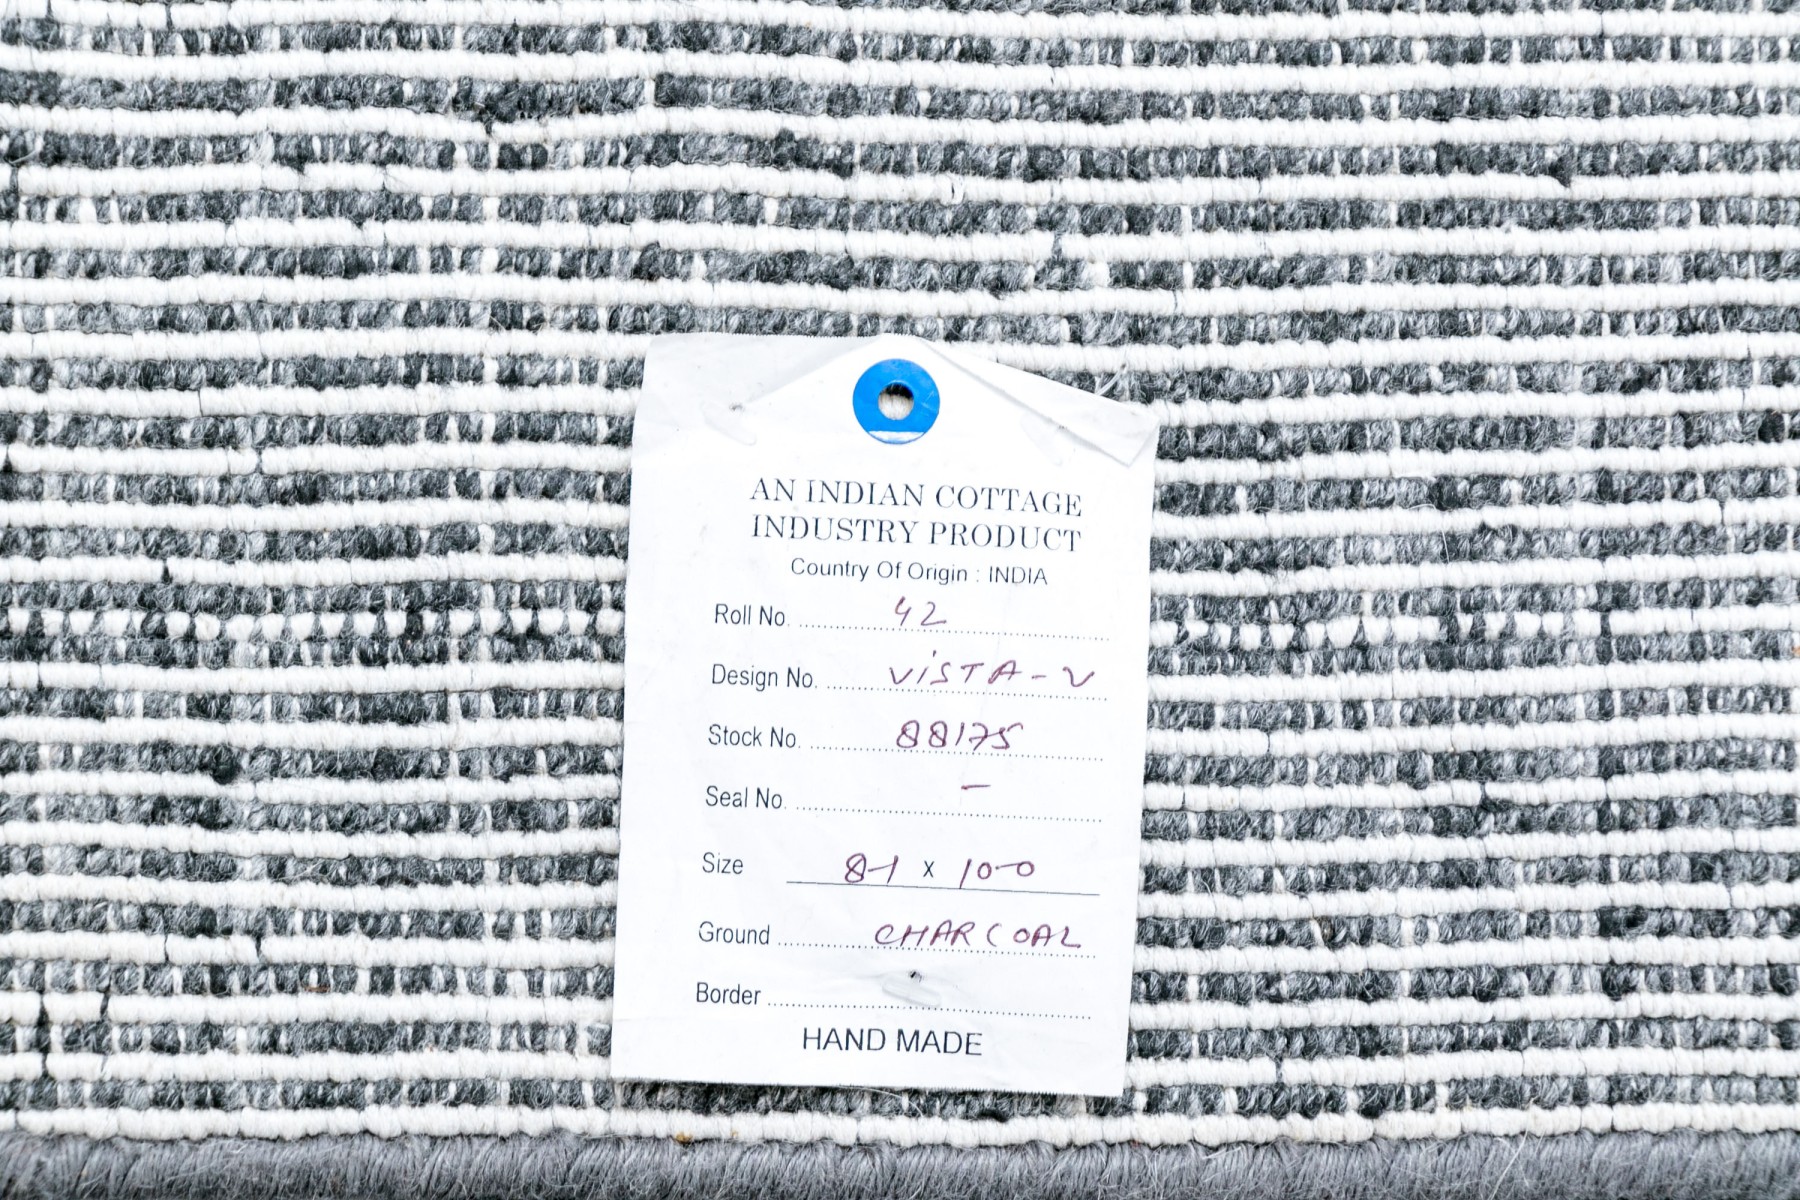 AN INDIAN COTTAGE
INDUSTRY PRODUCT
Country Of Origin : INDIA
Roll No. 42
Design No. ViSTA-V
Stock No. 88175
Seal No. -
Size 8-1 x 10-0
Ground CHARCOAL
Border
HAND MADE